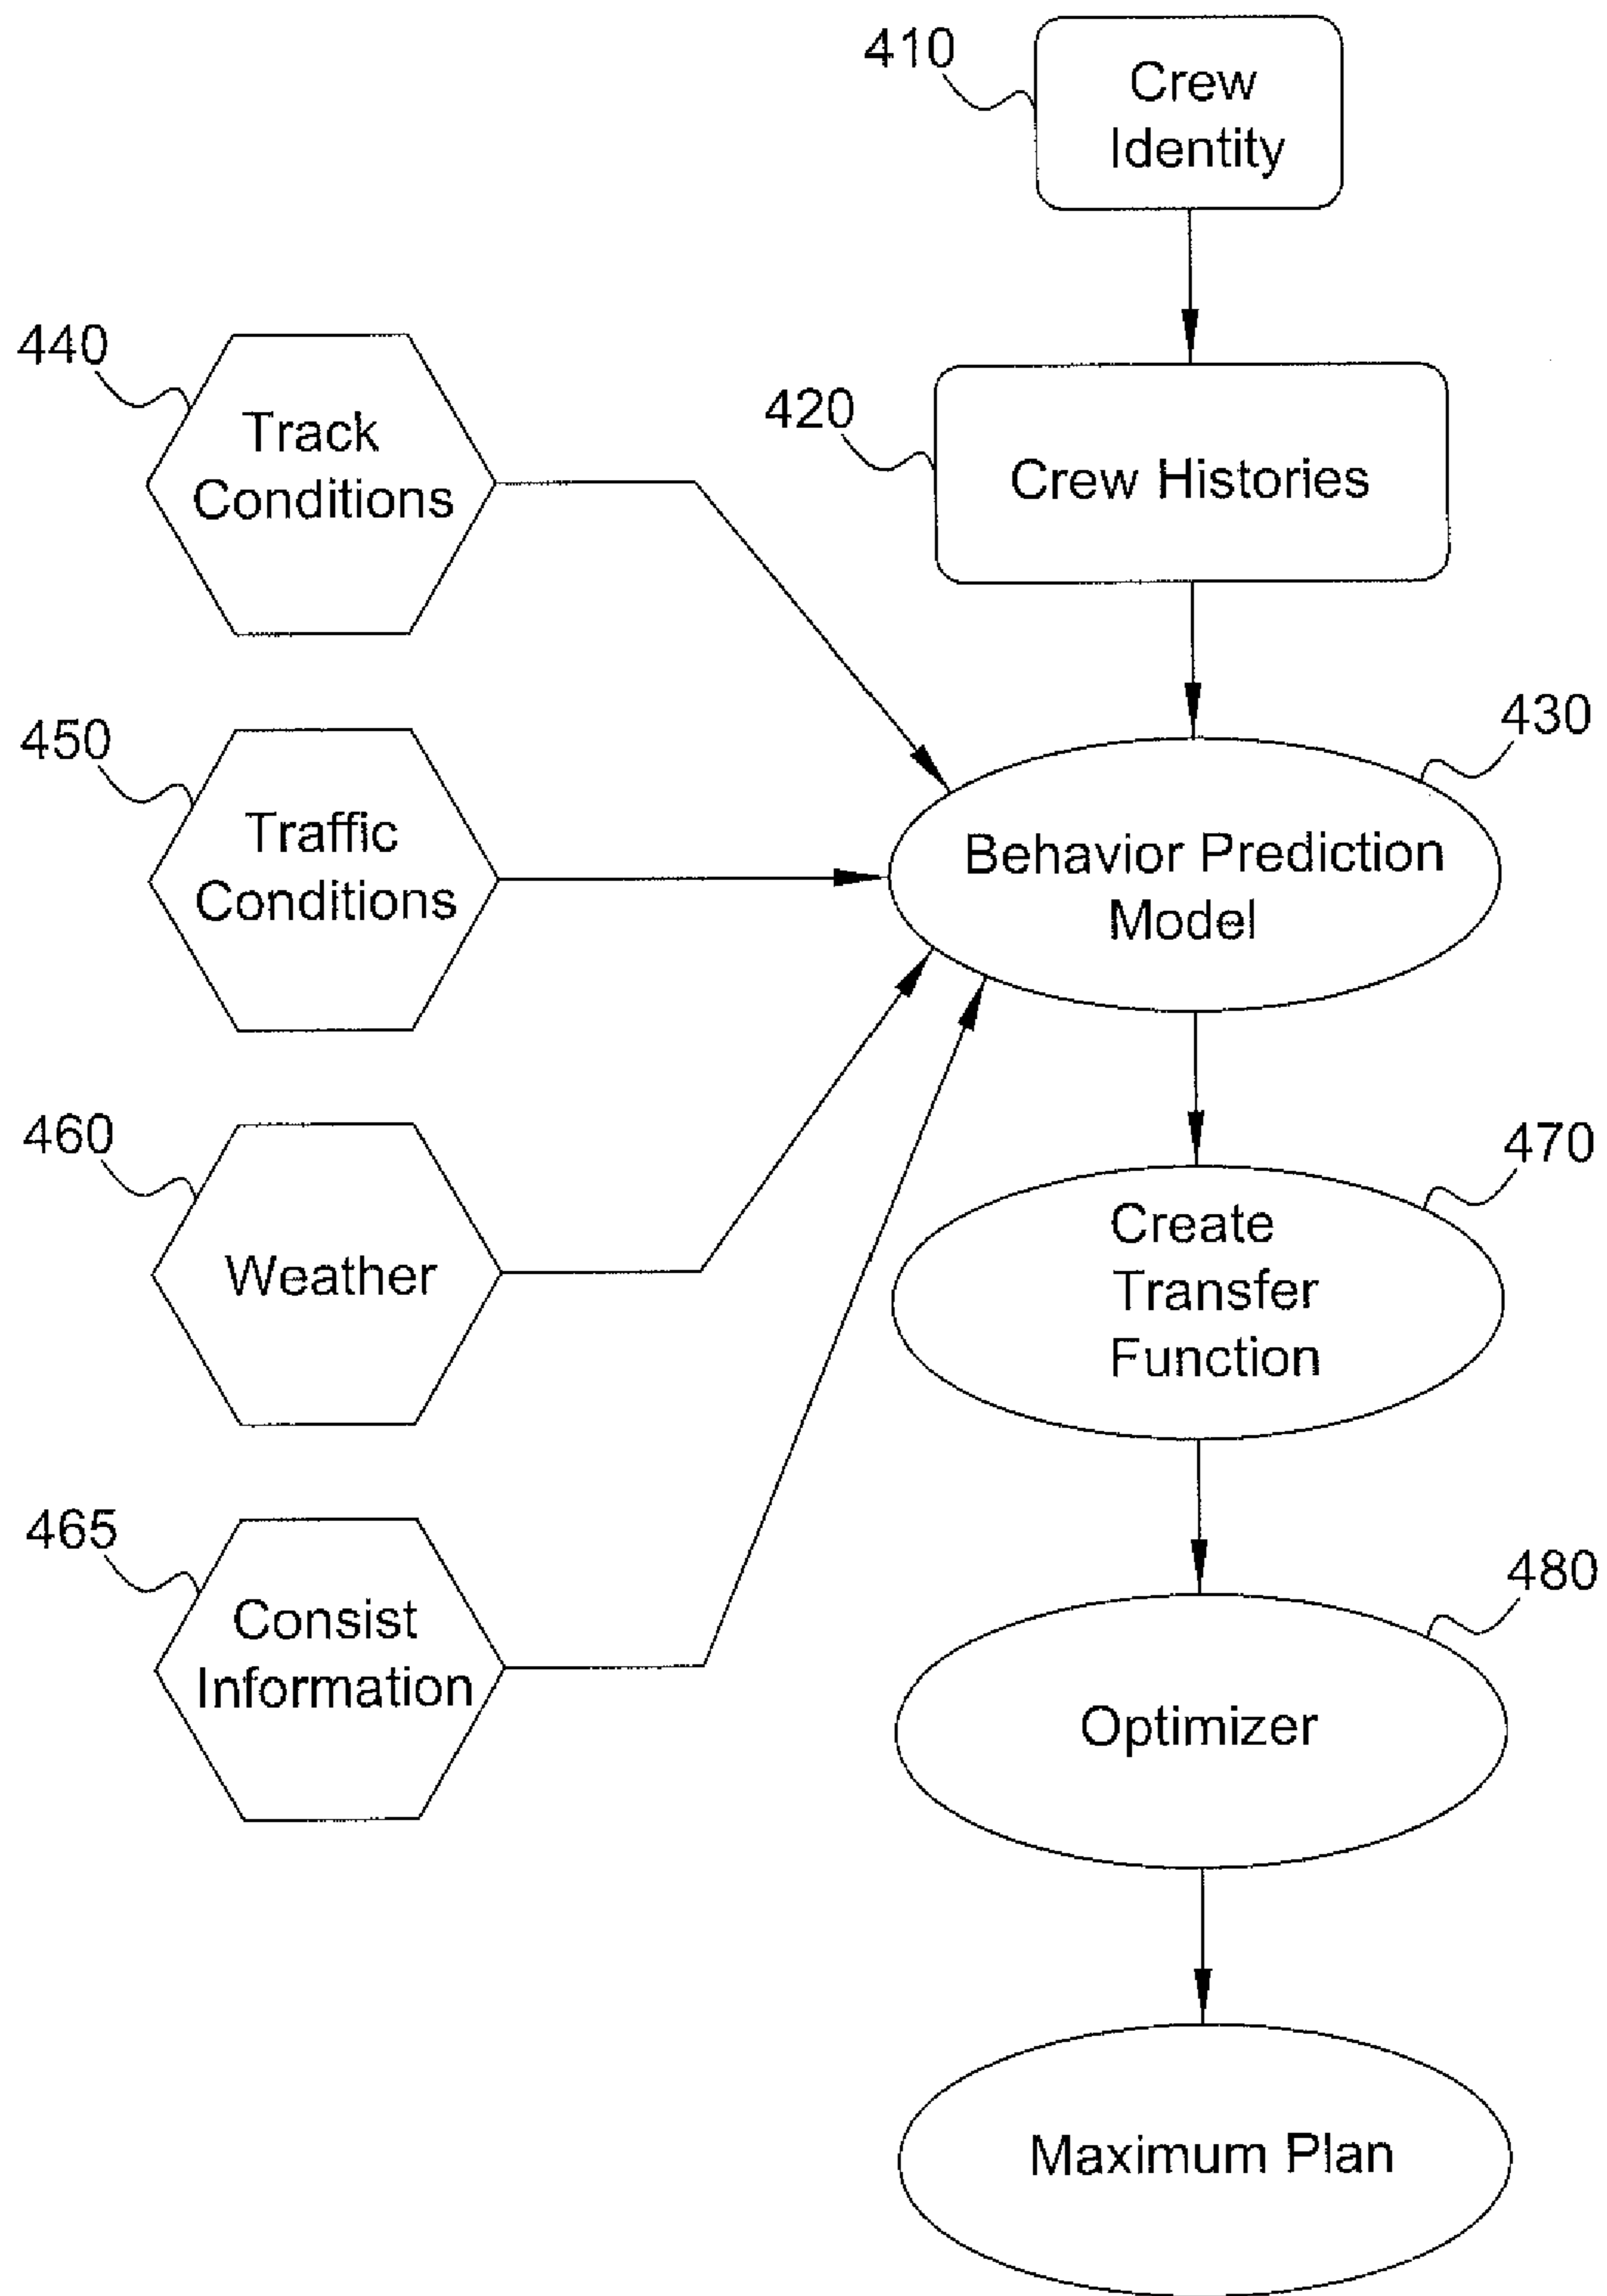 410
Crew
Identity
440
Track
Conditions
420
Crew Histories
450
Traffic
Conditions
430
Behavior Prediction
Model
460
Weather
470
Create
Transfer
Function
465
Consist
Information
480
Optimizer
Maximum Plan